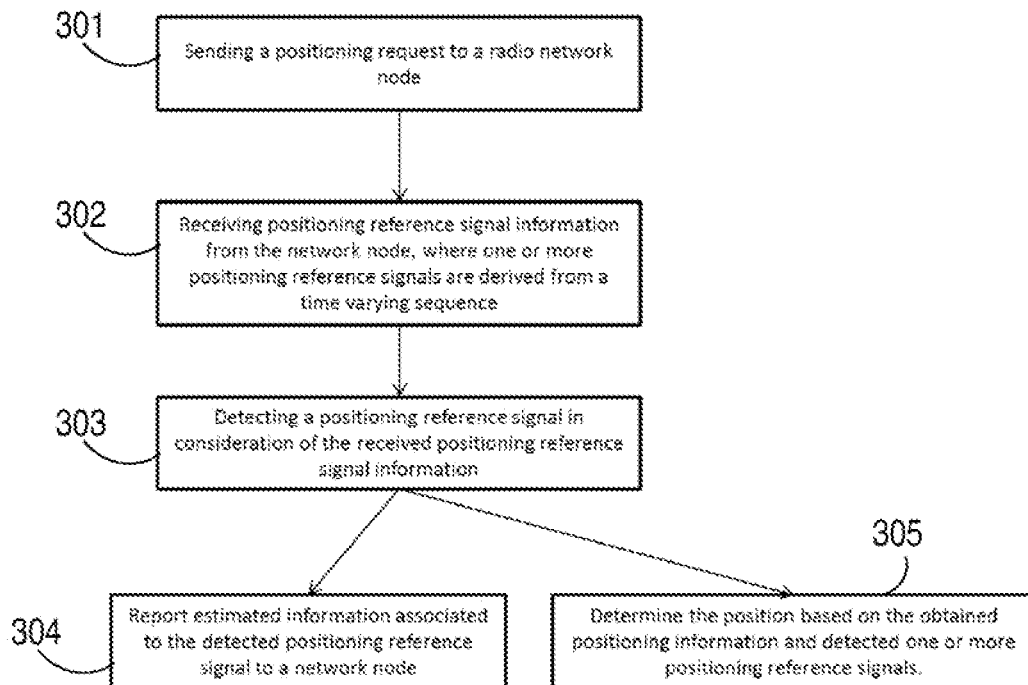 301
Sending a positioning request to a radio network
node
302
Receiving positioning reference signal information
from the network node, where one or more
positioning reference signals are derived from a
time varying sequence
303
Detecting a positioning reference signal in
consideration of the received positioning reference
signal information
305
304
Report estimated information associated
to the detected positioning reference
signal to a network node
Determine the position based on the obtained
positioning information and detected one or more
positioning reference signals.